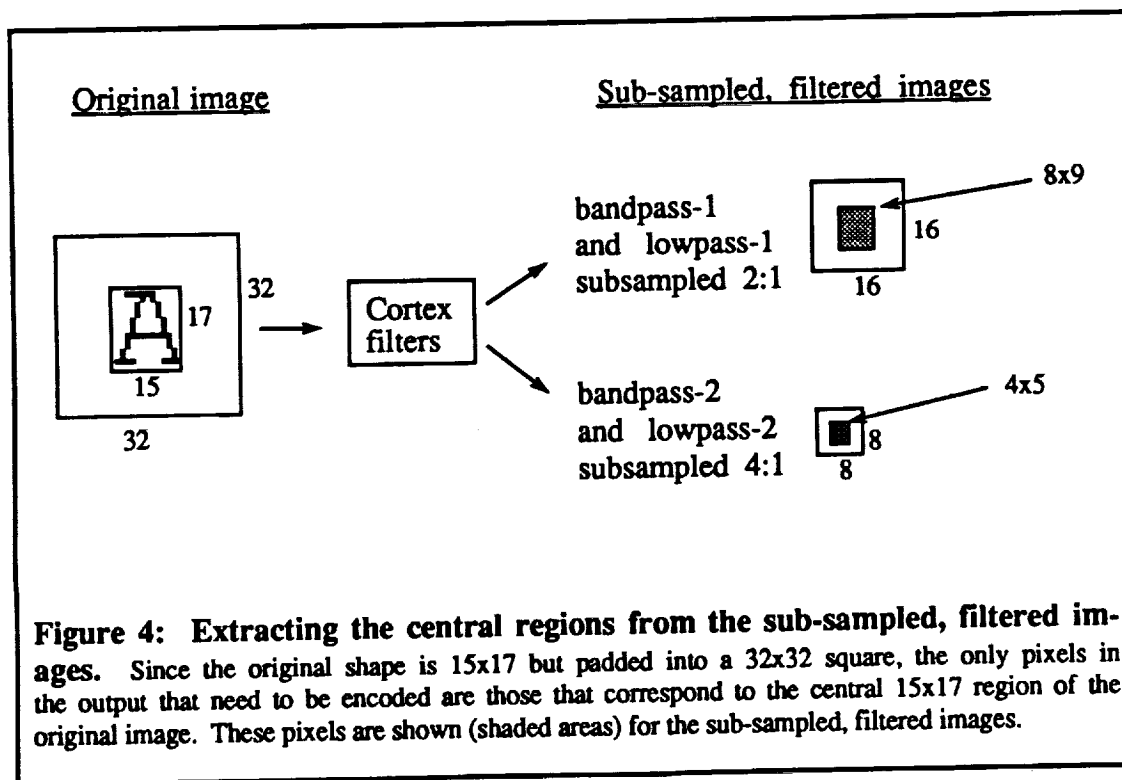 Original image
Sub-sampled, filtered images
8x9
bandpass-1
and lowpass-1
subsampled 2:1
16
16
32
17
15
32
Cortex
filters
bandpass-2
and lowpass-2
subsampled 4:1
4x5
8
8
Figure 4: Extracting the central regions from the sub-sampled, filtered im-
ages. Since the original shape is 15x17 but padded into a 32x32 square, the only pixels in
the output that need to be encoded are those that correspond to the central 15x17 region of the
original image. These pixels are shown (shaded areas) for the sub-sampled, filtered images.